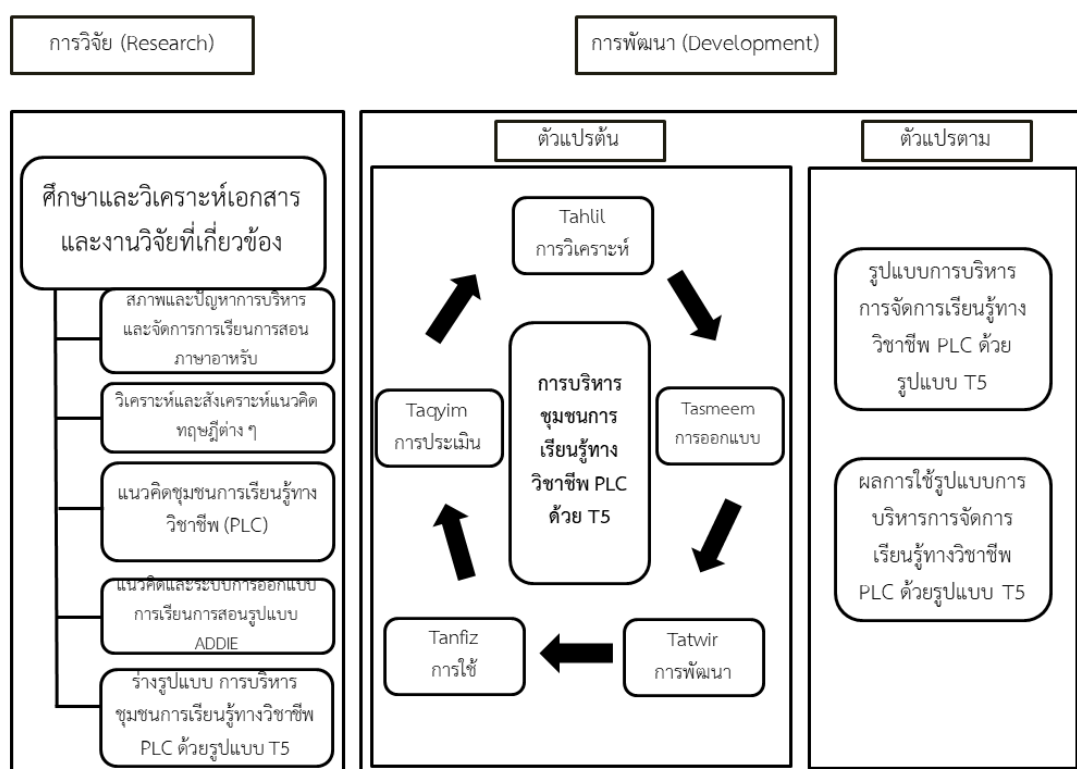 การวิจัย (Research)
การพัฒนา (Development)
ศึกษาและวิเคราะห์เอกสาร
และงานวิจัยที่เกี่ยวข้อง
สภาพและปัญหาการบริหาร
และจัดการการเรียนการสอน
ภาษาอาหรับ
วิเคราะห์และสังเคราะห์แนวคิด
ทฤษฎีต่าง ๆ
แนวคิดชุมชนการเรียนรู้ทาง
วิชาชีพ (PLC)
แนวคิดและระบบการออกแบบ
การเรียนการสอนรูปแบบ
ADDIE
ร่างรูปแบบ การบริหาร
ชุมชนการเรียนรู้ทางวิชาชีพ
PLC ด้วยรูปแบบ T5
ตัวแปรต้น
Tahlil
การวิเคราะห์
Tasmeem
การออกแบบ
Tatwir
การพัฒนา
Tanfiz
การใช้
Taqyim
การประเมิน
การบริหาร
ชุมชนการ
เรียนรู้ทาง
วิชาชีพ PLC
ด้วย T5
ตัวแปรตาม
รูปแบบการบริหาร
การจัดการเรียนรู้ทาง
วิชาชีพ PLC ด้วย
รูปแบบ T5
ผลการใช้รูปแบบการ
บริหารการจัดการ
เรียนรู้ทางวิชาชีพ
PLC ด้วยรูปแบบ T5